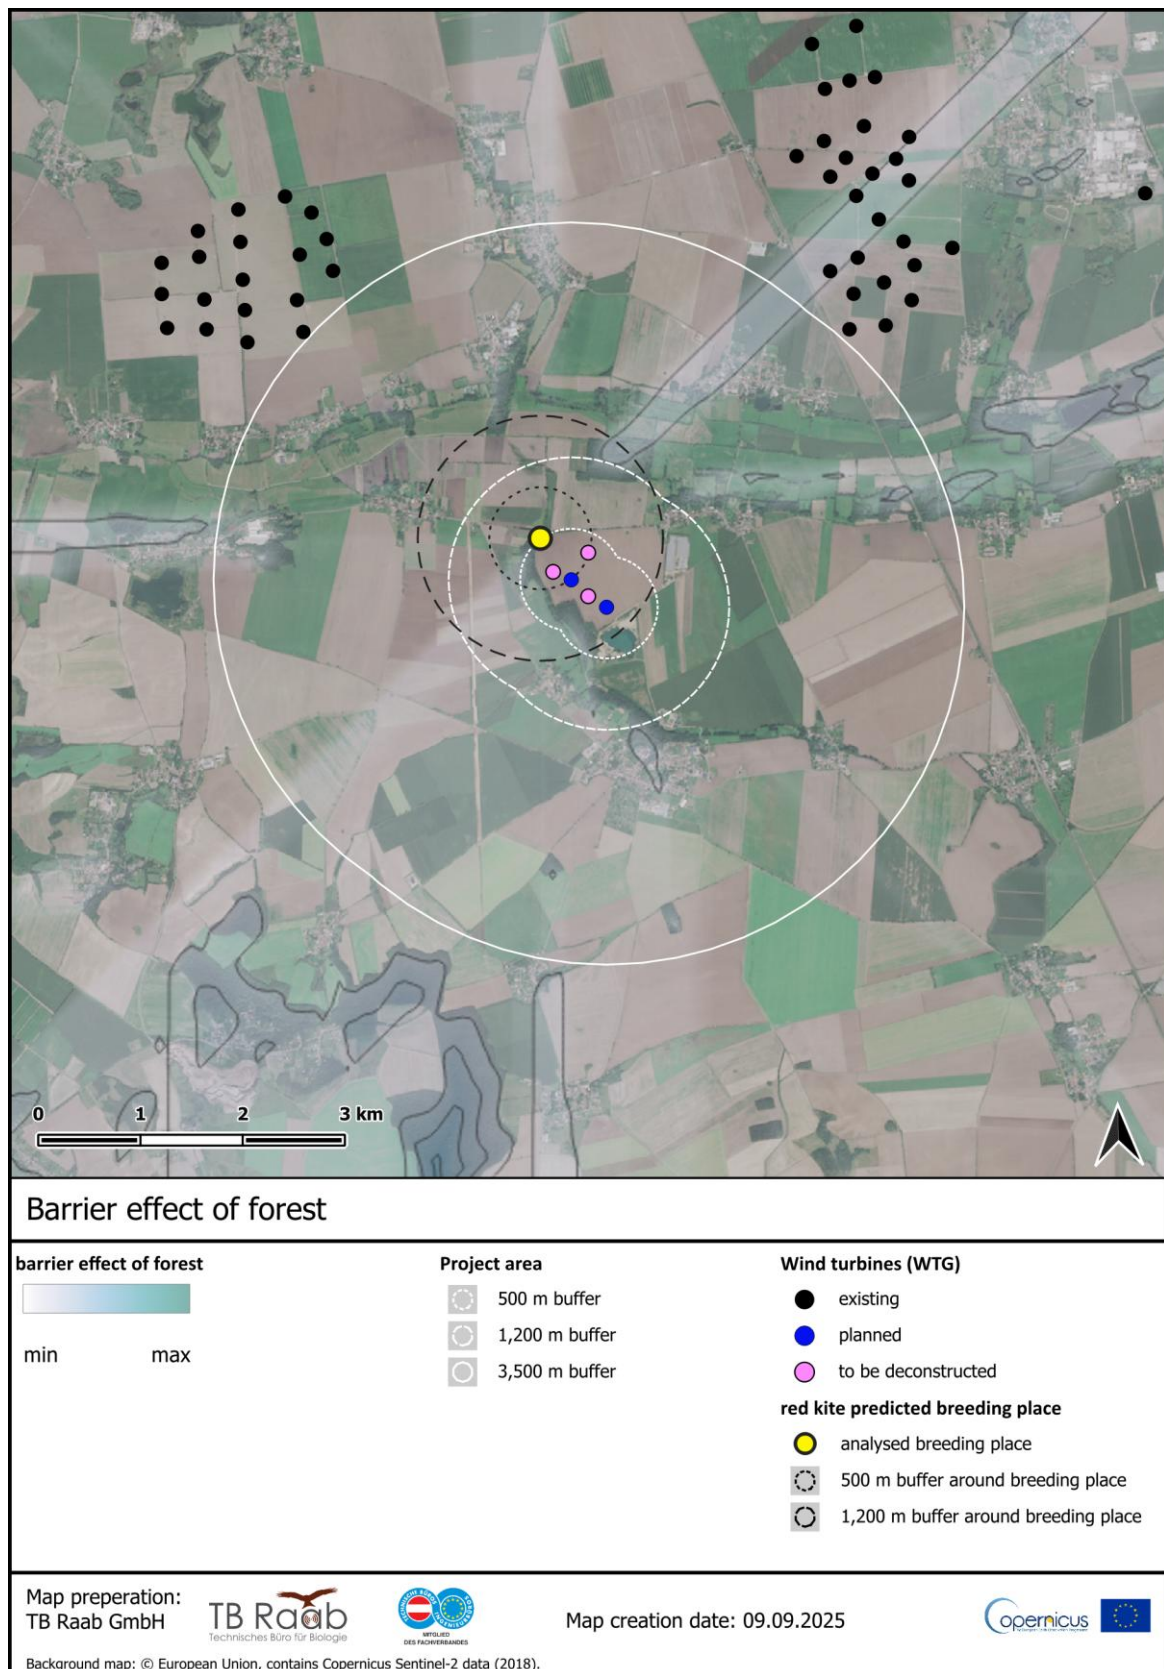 0 1 2 3 km
Barrier effect of forest
barrier effect of forest
min max
Project area
500 m buffer
1,200 m buffer
3,500 m buffer
Wind turbines (WTG)
existing
planned
to be deconstructed
red kite predicted breeding place
analysed breeding place
500 m buffer around breeding place
1,200 m buffer around breeding place
Map preperation:
TB Raab GmbH
TB Raab
Technisches Büro für Biologie
MITGLIED
DES FACHVERBANDES
Map creation date: 09.09.2025
opernicus
Background map: © European Union, contains Copernicus Sentinel-2 data (2018).